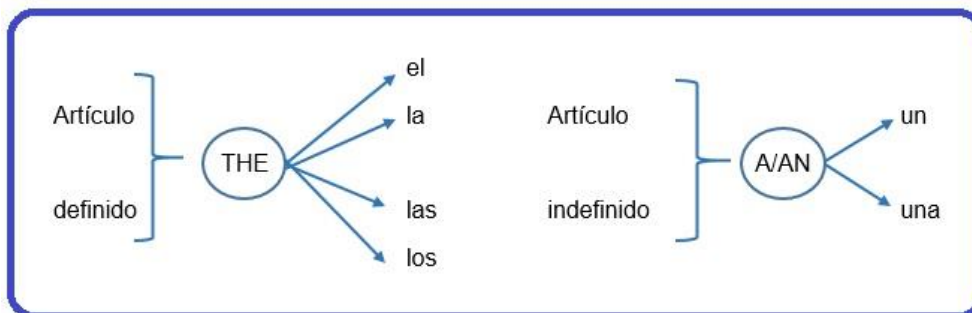 Artículo
definido
THE
el
la
las
los
Artículo
indefinido
A/AN
un
una